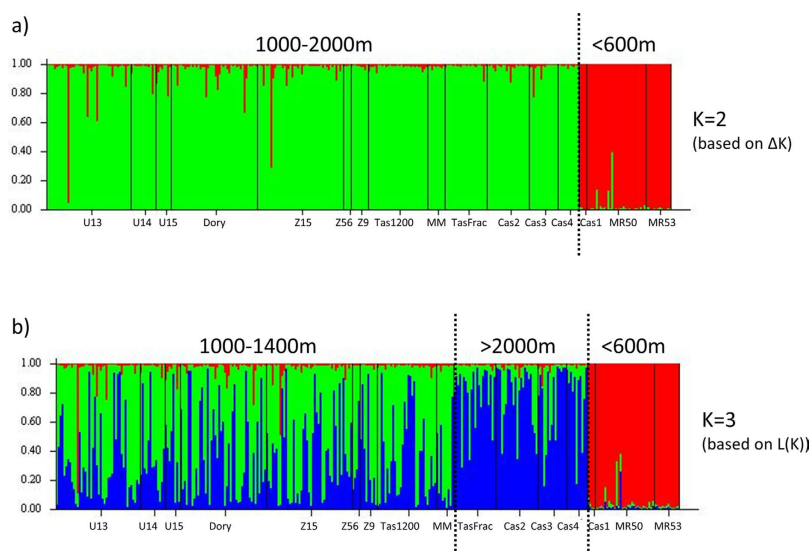 a)
1000-2000m <600m
1.00
0.80
0.60
0.40
0.20
0.00
K=2
(based on ΔK)
U13 U14 U15 Dory Z15 Z56 Z9 Tas1200 MM TasFrac Cas2 Cas3 Cas4 Cas1 MR50 MR53
b)
1000-1400m >2000m <600m
1.00
0.80
0.60
0.40
0.20
0.00
K=3
(based on L(K))
U13 U14 U15 Dory Z15 Z56 Z9 Tas1200 MM TasFrac Cas2 Cas3 Cas4 Cas1 MR50 MR53